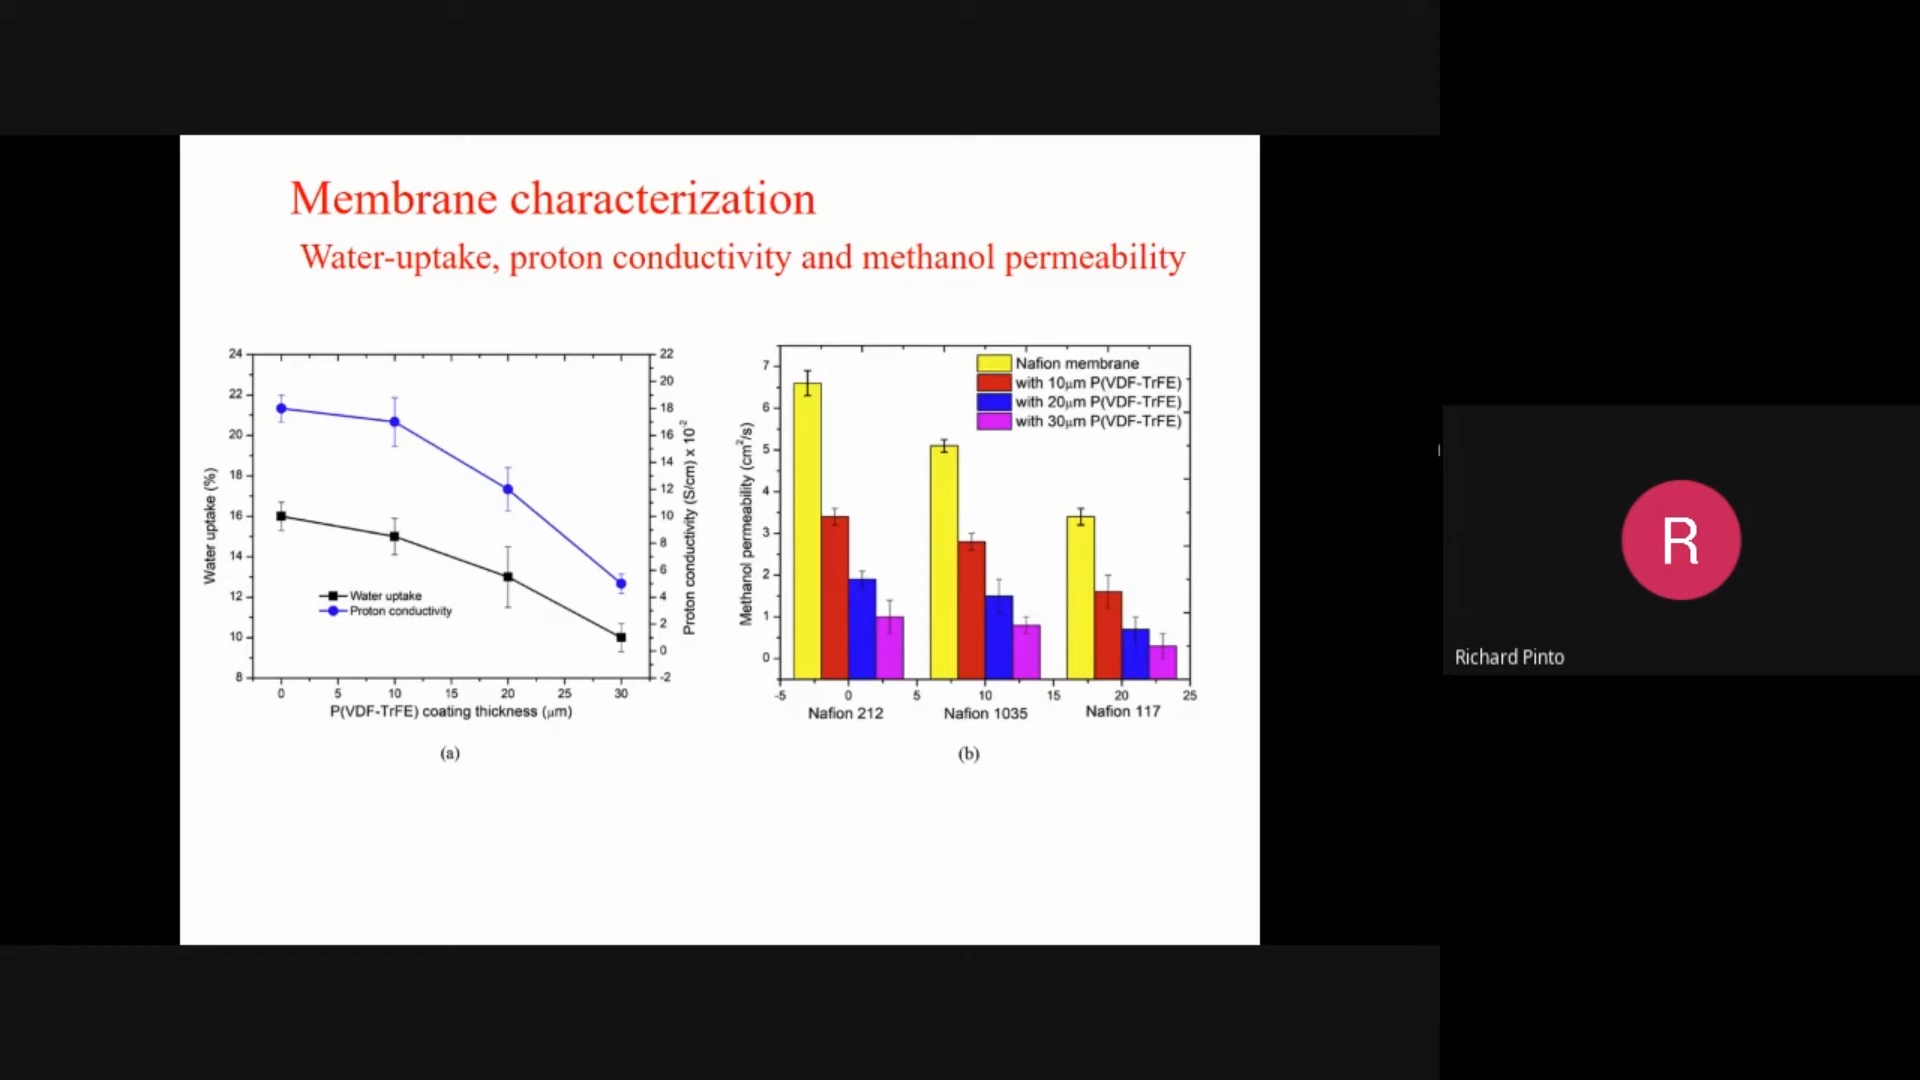 Membrane characterization
Water-uptake, proton conductivity and methanol permeability
24
22
20
18
16
14
12
10
8
Water uptake (%)
22
20
18
16
14
12
10
8
6
4
2
0
-2
Proton conductivity (S/cm) x 10⁻²
Water uptake
Proton conductivity
0 5 10 15 20 25 30
P(VDF-TrFE) coating thickness (μm)
(a)
7
6
5
4
3
2
1
0
Methanol permeability (cm²/s)
Nafion membrane
with 10μm P(VDF-TrFE)
with 20μm P(VDF-TrFE)
with 30μm P(VDF-TrFE)
-5 0 5 10 15 20 25
Nafion 212 Nafion 1035 Nafion 117
(b)
R
Richard Pinto